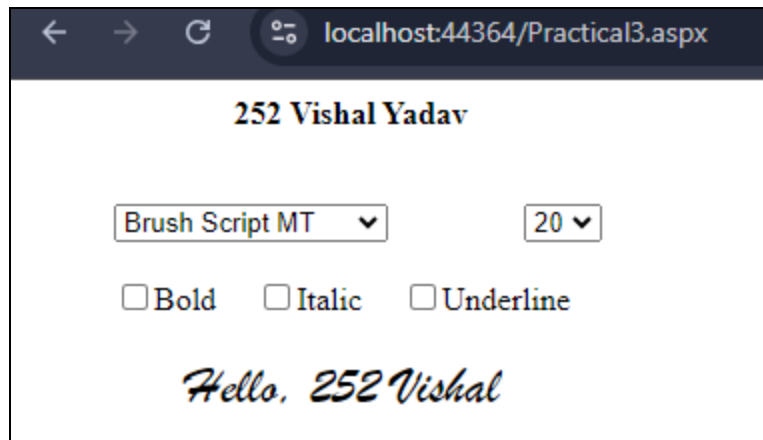 localhost:44364/Practical3.aspx
252 Vishal Yadav
Brush Script MT 20
Bold Italic Underline
Hello, 252 Vishal